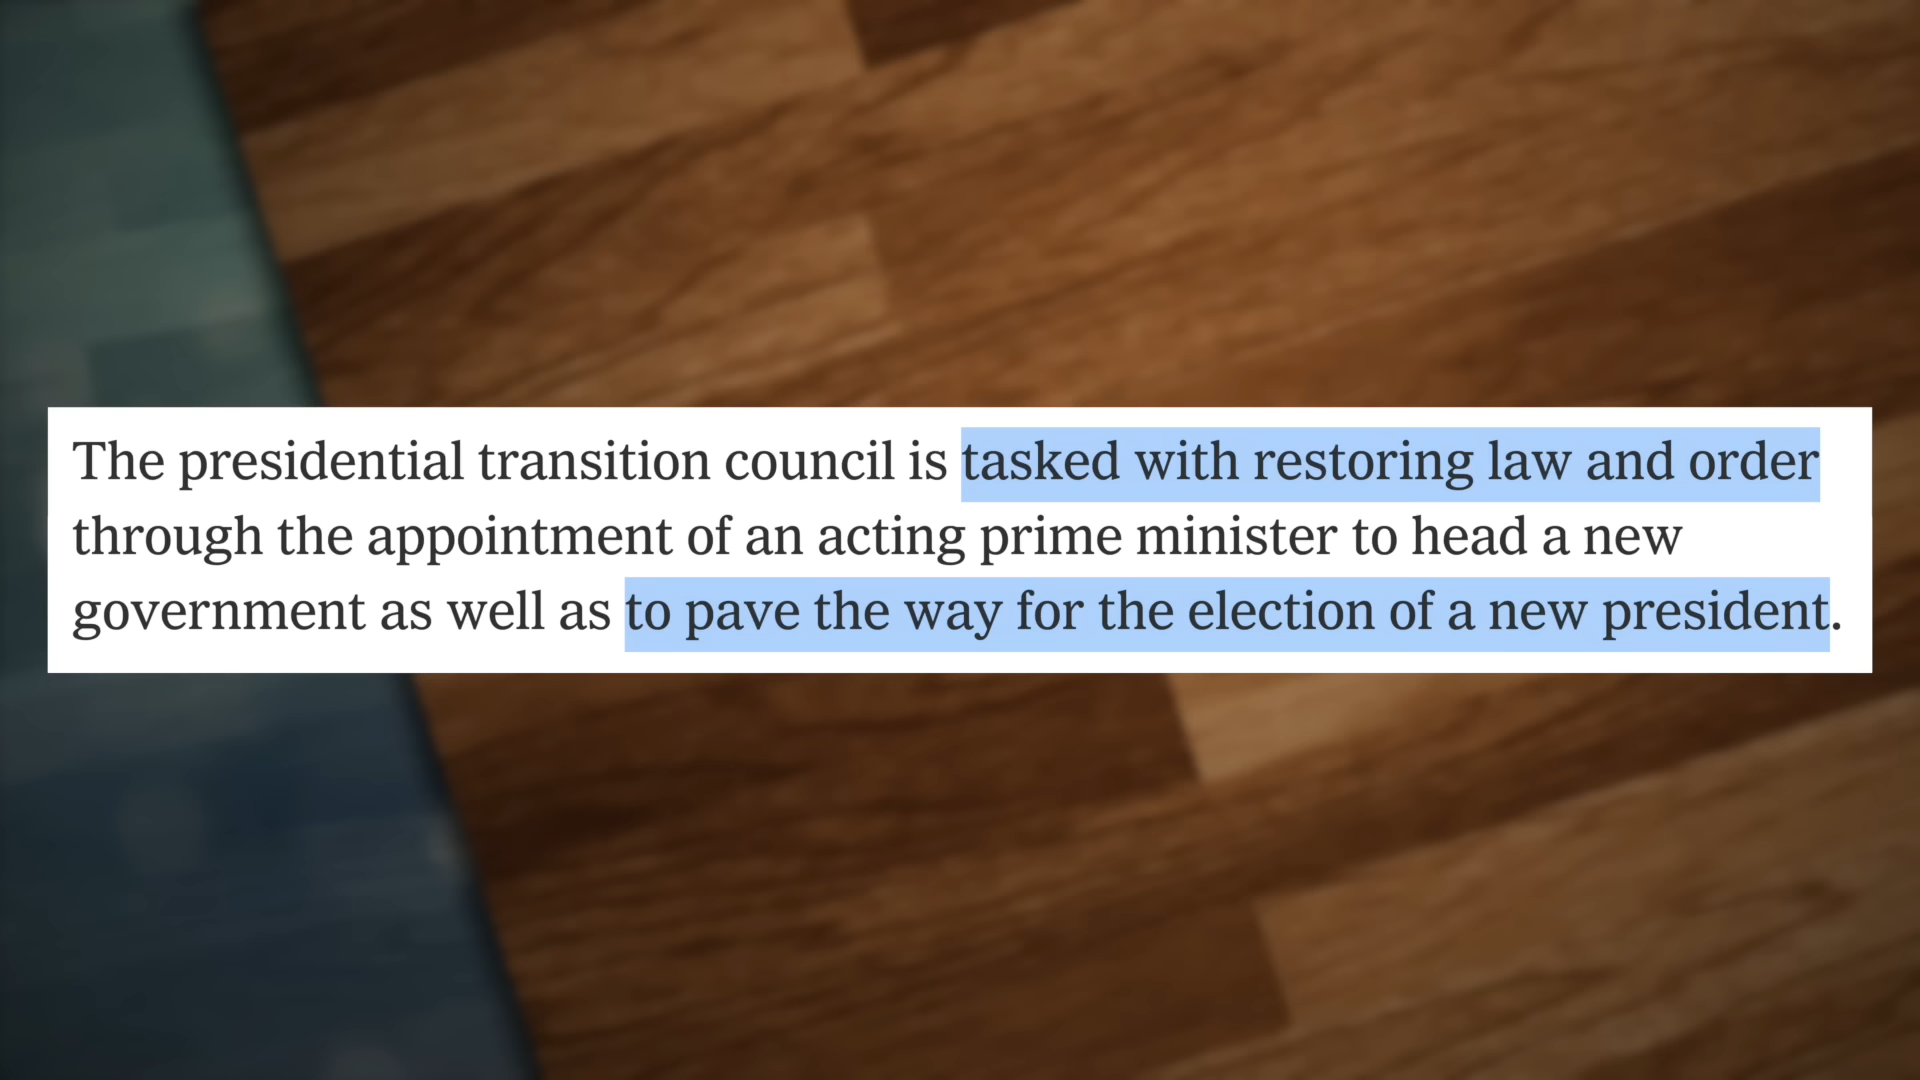 The presidential transition council is tasked with restoring law and order
through the appointment of an acting prime minister to head a new
government as well as to pave the way for the election of a new president.